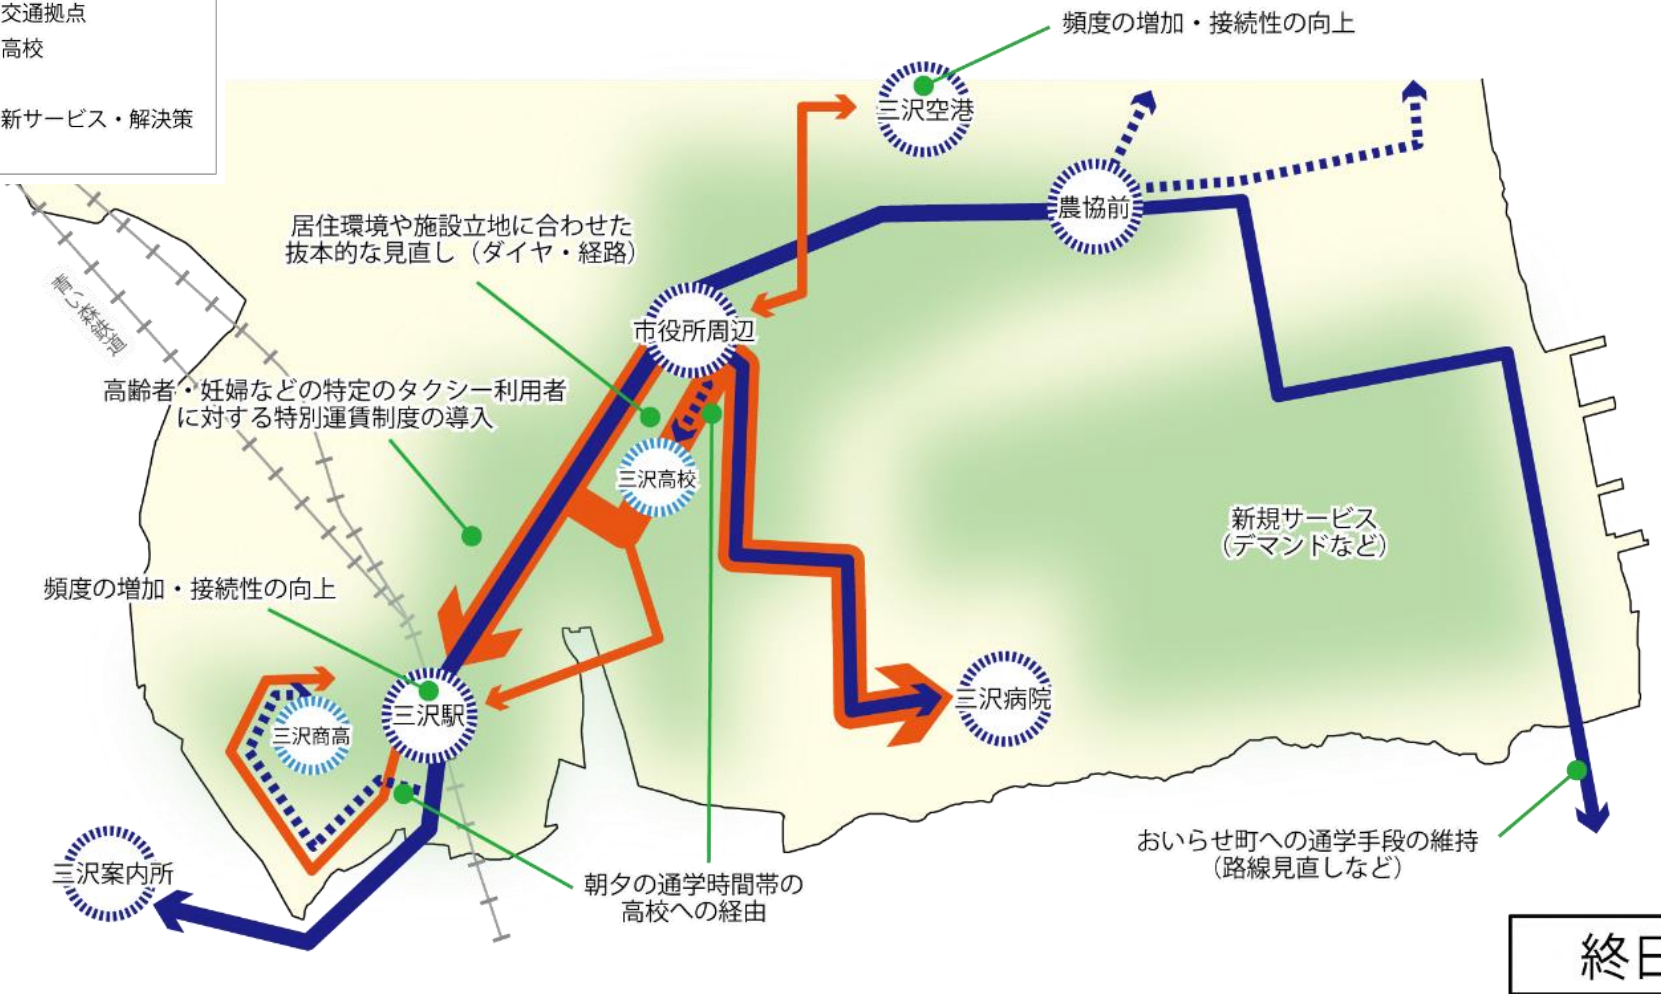 交通拠点
高校
新サービス・解決策
頻度の増加・接続性の向上
三沢空港
農協前
居住環境や施設立地に合わせた
抜本的な見直し（ダイヤ・経路）
青い森鉄道
市役所周辺
高齢者・妊婦などの特定のタクシー利用者
に対する特別運賃制度の導入
三沢高校
新規サービス
（デマンドなど）
頻度の増加・接続性の向上
三沢商高
三沢駅
三沢病院
三沢案内所
朝夕の通学時間帯の
高校への経由
おいらせ町への通学手段の維持
（路線見直しなど）
終日